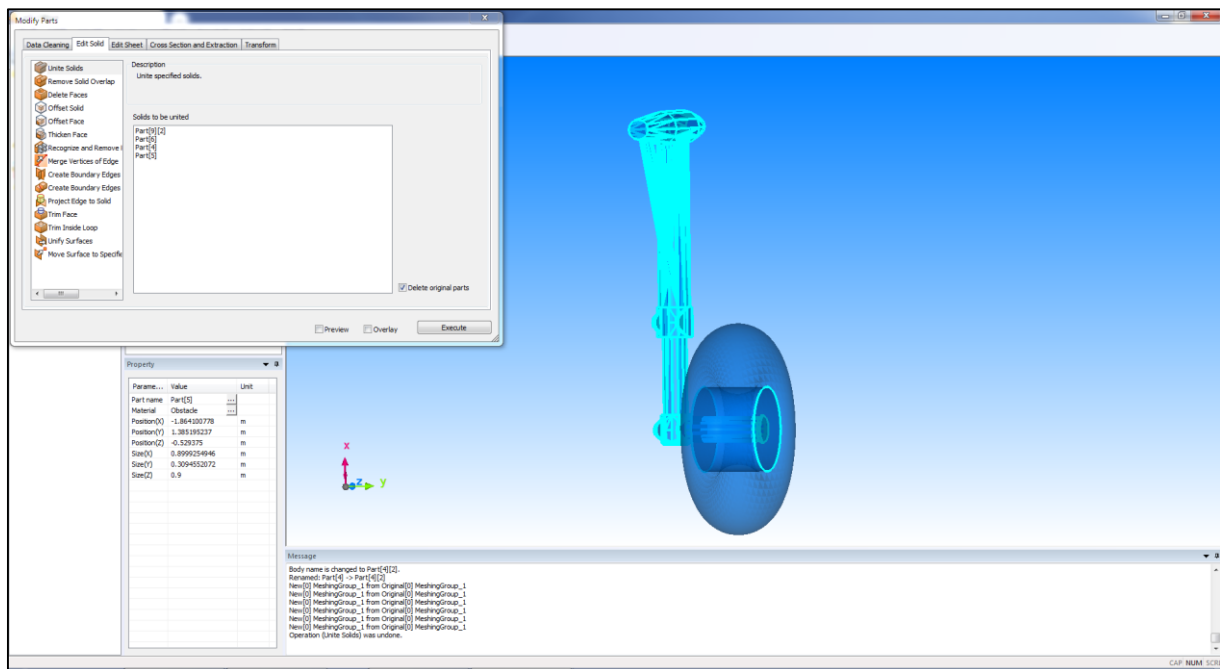 Modify Parts
Data Cleaning Edit Solid Edit Sheet Cross Section and Extraction Transform
Unite Solids
Remove Solid Overlap
Delete Faces
Offset Solid
Offset Face
Thicken Face
Recognize and Remove I
Merge Vertices of Edge
Create Boundary Edges
Create Boundary Edges
Project Edge to Solid
Trim Face
Trim Inside Loop
Unify Surfaces
Move Surface to Specifie
Description
Unite specified solids.
Solids to be united
Part[9][2]
Part[6]
Part[4]
Part[5]
Delete original parts
Preview Overlay Execute
Property
Parame... Value Unit
Part name Part[5] ...
Material Obstacle ...
Position(X) -1.864100778 m
Position(Y) 1.385195237 m
Position(Z) -0.529375 m
Size(X) 0.8999254946 m
Size(Y) 0.3094552072 m
Size(Z) 0.9 m
x
z y
Message
Body name is changed to Part[4][2].
Renamed: Part[4] -> Part[4][2]
New[0] MeshingGroup_1 from Original[0] MeshingGroup_1
New[0] MeshingGroup_1 from Original[0] MeshingGroup_1
New[0] MeshingGroup_1 from Original[0] MeshingGroup_1
New[0] MeshingGroup_1 from Original[0] MeshingGroup_1
New[0] MeshingGroup_1 from Original[0] MeshingGroup_1
New[0] MeshingGroup_1 from Original[0] MeshingGroup_1
Operation (Unite Solids) was undone.
CAP NUM SCR